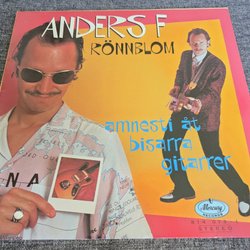 ANDERS F
RÖNNBLOM
amnesti åt
bisarra
gitarrer
NA
Mercury
STEREO